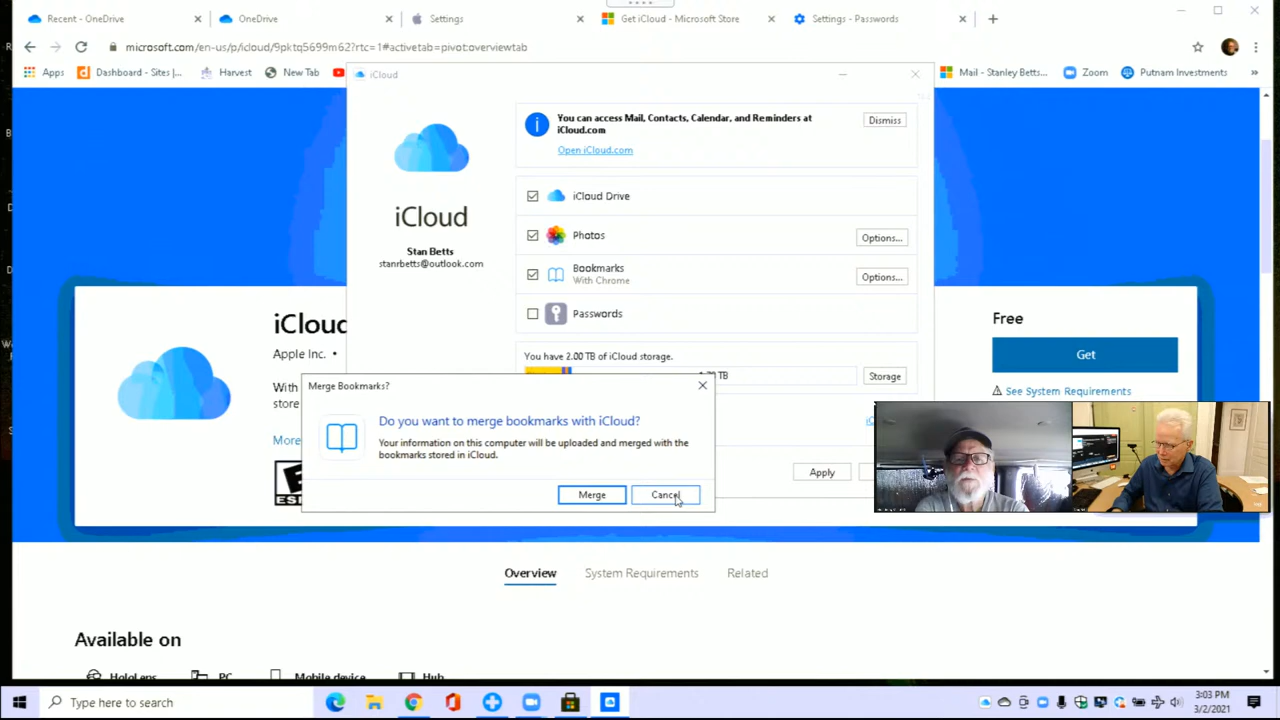 Recent - OneDrive
OneDrive
Settings
Get iCloud - Microsoft Store
Settings - Passwords
microsoft.com/en-us/p/icloud/9pktq5699m62?rtc=1#activetab=pivot:overviewtab
Apps
Dashboard - Sites |...
Harvest
New Tab
iCloud
Mail - Stanley Betts...
Zoom
Putnam Investments
»
You can access Mail, Contacts, Calendar, and Reminders at
iCloud.com
Dismiss
Open iCloud.com
iCloud
Stan Betts
stanrbetts@outlook.com
iCloud Drive
Photos
Options...
Bookmarks
With Chrome
Options...
Passwords
You have 2.00 TB of iCloud storage.
TB
Storage
iCloud
Apple Inc. •
With
store
More
Free
Get
See System Requirements
Merge Bookmarks?
Do you want to merge bookmarks with iCloud?
Your information on this computer will be uploaded and merged with the
bookmarks stored in iCloud.
Merge
Cancel
Apply
Overview
System Requirements
Related
Available on
HoloLens
PC
Mobile device
Hub
Type here to search
3:03 PM
3/2/2021